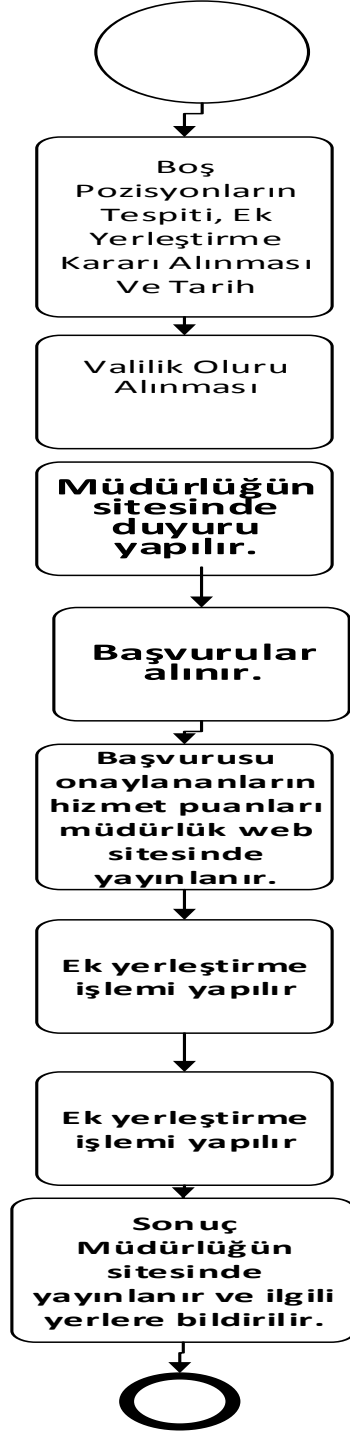 Boş
Pozisyonların
Tespiti, Ek
Yerleştirme
Kararı Alınması
Ve Tarih
Valilik Oluru
Alınması
Müdürlüğün
sitesinde
duyuru
yapılır.
Başvurular
alınır.
Başvurusu
onaylananların
hizmet puanları
müdürlük web
sitesinde
yayınlanır.
Ek yerleştirme
işlemi yapılır
Ek yerleştirme
işlemi yapılır
Sonuç
Müdürlüğün
sitesinde
yayınlanır ve ilgili
yerlere bildirilir.